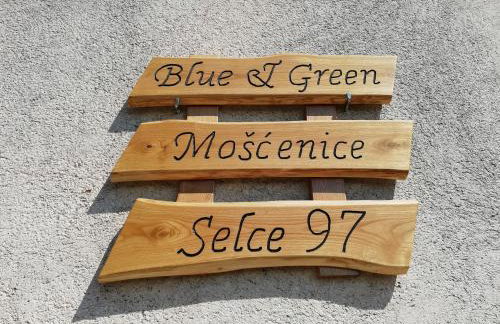 Blue & Green
Mošćenice
Selce 97